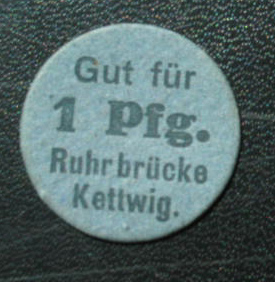 Gut für
1 Pfg.
Ruhrbrücke
Kettwig.